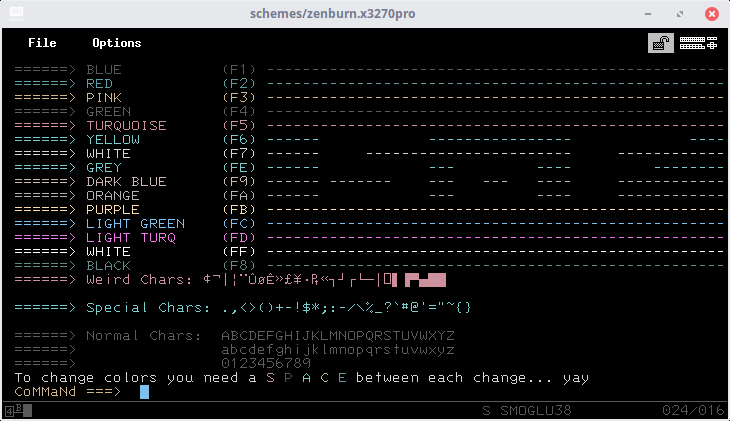 schemes/zenburn.x3270pro
File Options
======> BLUE (F1) -------------------------------------------
======> RED (F2) -------------------------------------------
======> PINK (F3) -------------------------------------------
======> GREEN (F4) -------------------------------------------
======> TURQUOISE (F5) -------------------------------------------
======> YELLOW (F6) ------ --- ---------
======> WHITE (F7) ------ --------------- ---------
======> GREY (FE) ------ --- ------
======> DARK BLUE (F9) ------ ------------ --- --- ------
======> ORANGE (FA) ------ --- ---
======> PURPLE (FB) -------------------------------------------
======> LIGHT GREEN (FC) -------------------------------------------
======> LIGHT TURQ (FD) -------------------------------------------
======> WHITE (FF) -------------------------------------------
======> BLACK (F8) -------------------------------------------
======> Weird Chars: ¢¬|¦¨¯ÛøÊ»£¥·₧«┐┘┌└─│
======> Special Chars: .,<>()+-!$*;:-/\%_?`#@'="~{}
======> Normal Chars: ABCDEFGHIJKLMNOPQRSTUVWXYZ
======> abcdefghijklmnopqrstuvwxyz
======> 0123456789
To change colors you need a S P A C E between each change... yay
CoMMaNd ===>
4 B S SMOGLU38 024/016